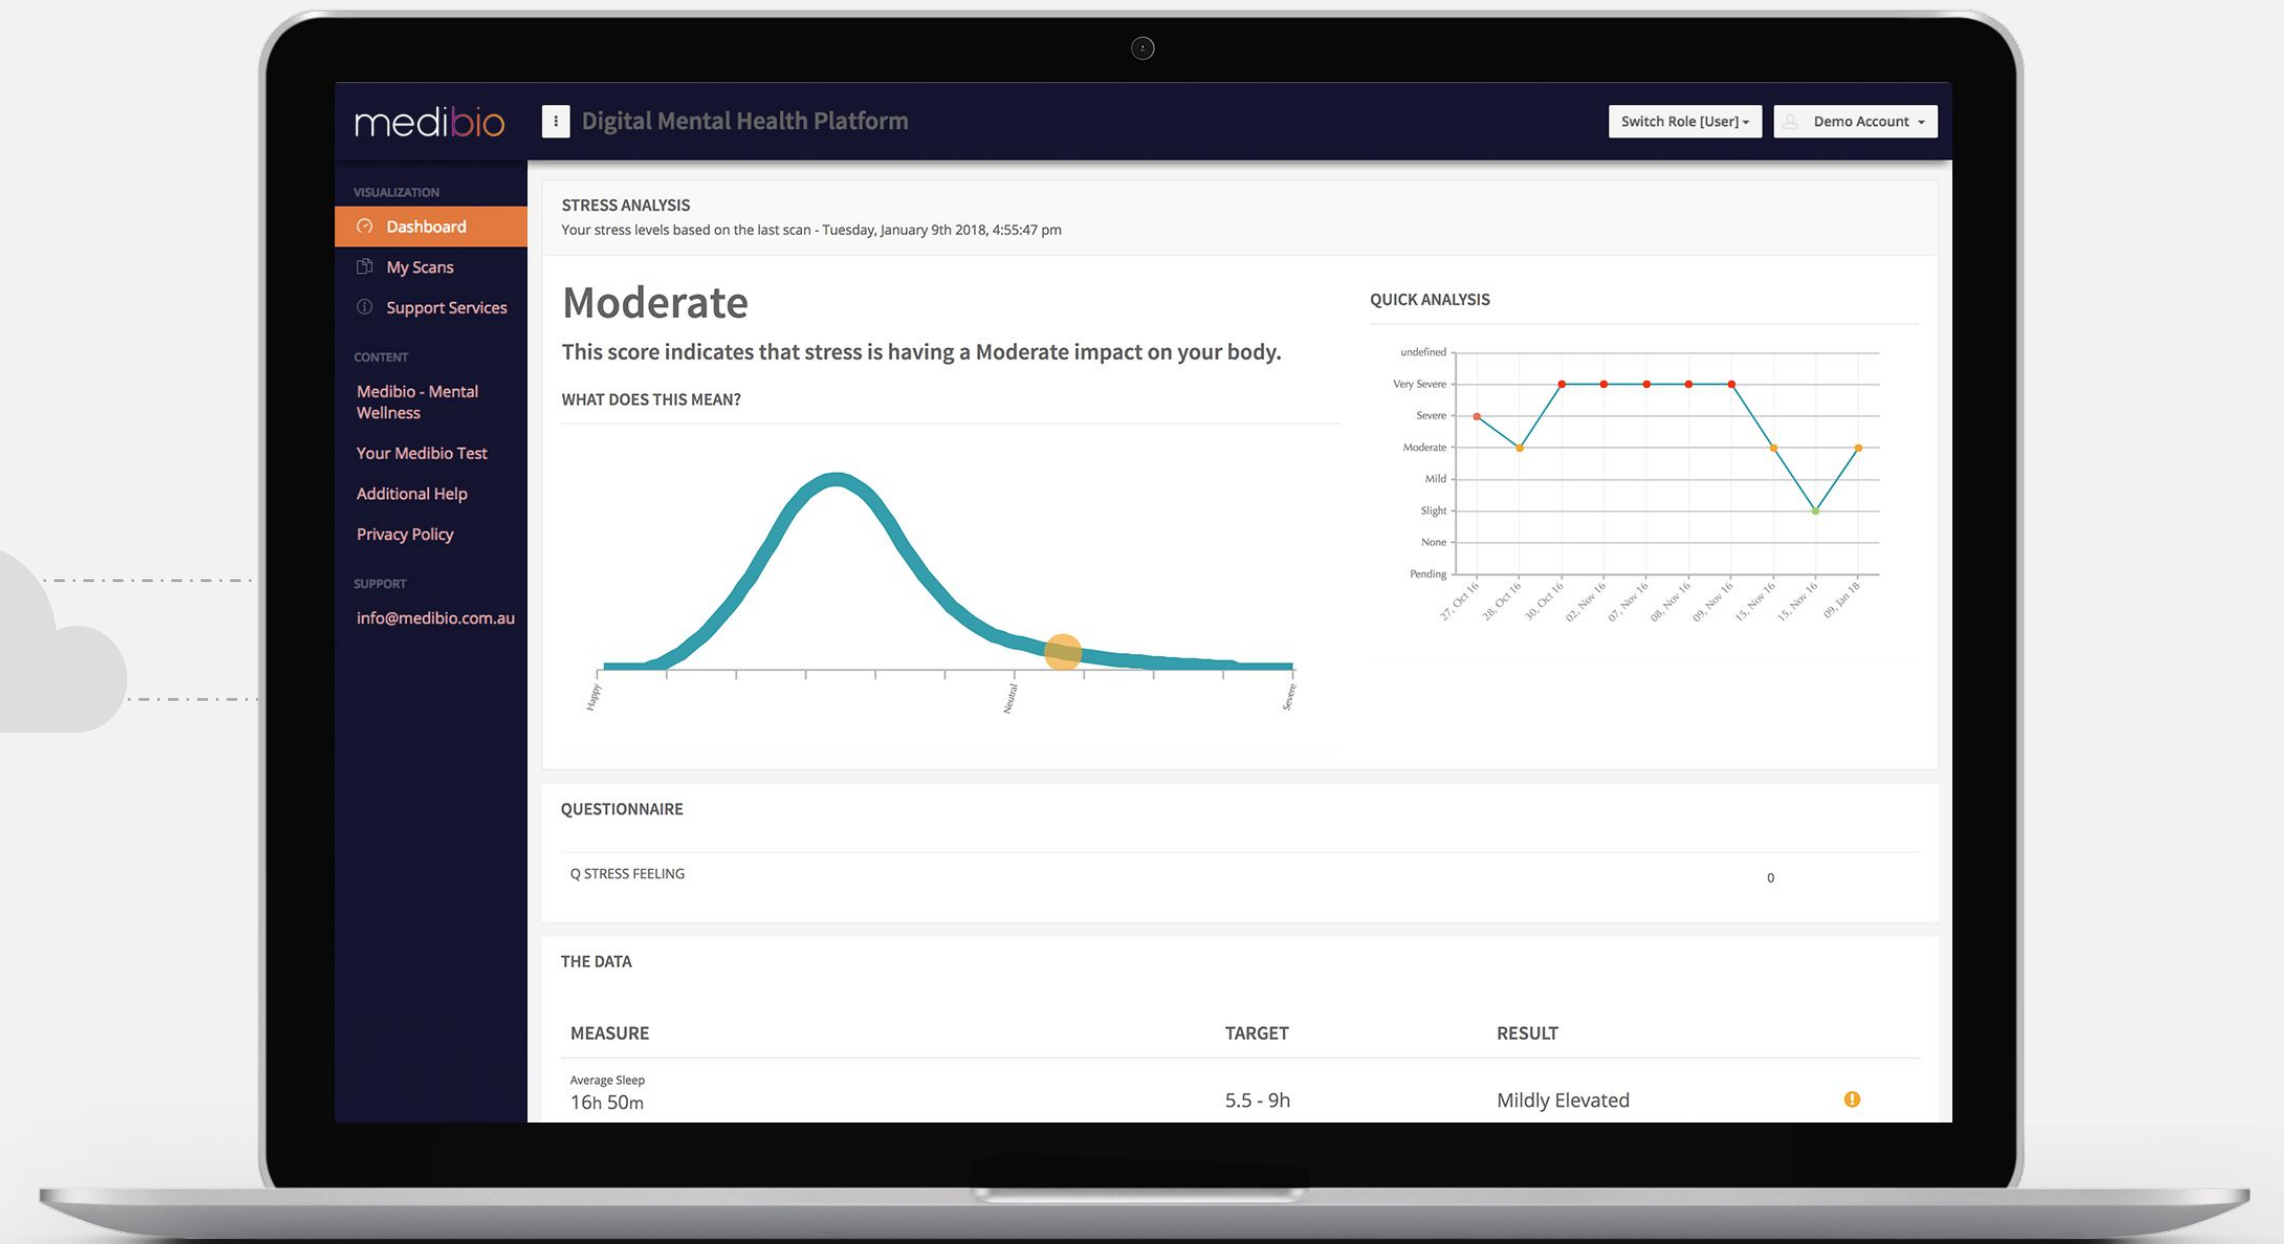 medibio
Digital Mental Health Platform
Switch Role [User]
Demo Account
VISUALIZATION
Dashboard
My Scans
Support Services
CONTENT
Medibio - Mental
Wellness
Your Medibio Test
Additional Help
Privacy Policy
SUPPORT
info@medibio.com.au
STRESS ANALYSIS
Your stress levels based on the last scan - Tuesday, January 9th 2018, 4:55:47 pm
Moderate
This score indicates that stress is having a Moderate impact on your body.
WHAT DOES THIS MEAN?
Happy
Neutral
Severe
QUICK ANALYSIS
undefined
Very Severe
Severe
Moderate
Mild
Slight
None
Pending
27, Oct 16
28, Oct 16
30, Oct 16
02, Nov 16
07, Nov 16
08, Nov 16
09, Nov 16
15, Nov 16
15, Nov 16
09, Jan 18
QUESTIONNAIRE
Q STRESS FEELING
0
THE DATA
MEASURE
TARGET
RESULT
Average Sleep
16h 50m
5.5 - 9h
Mildly Elevated